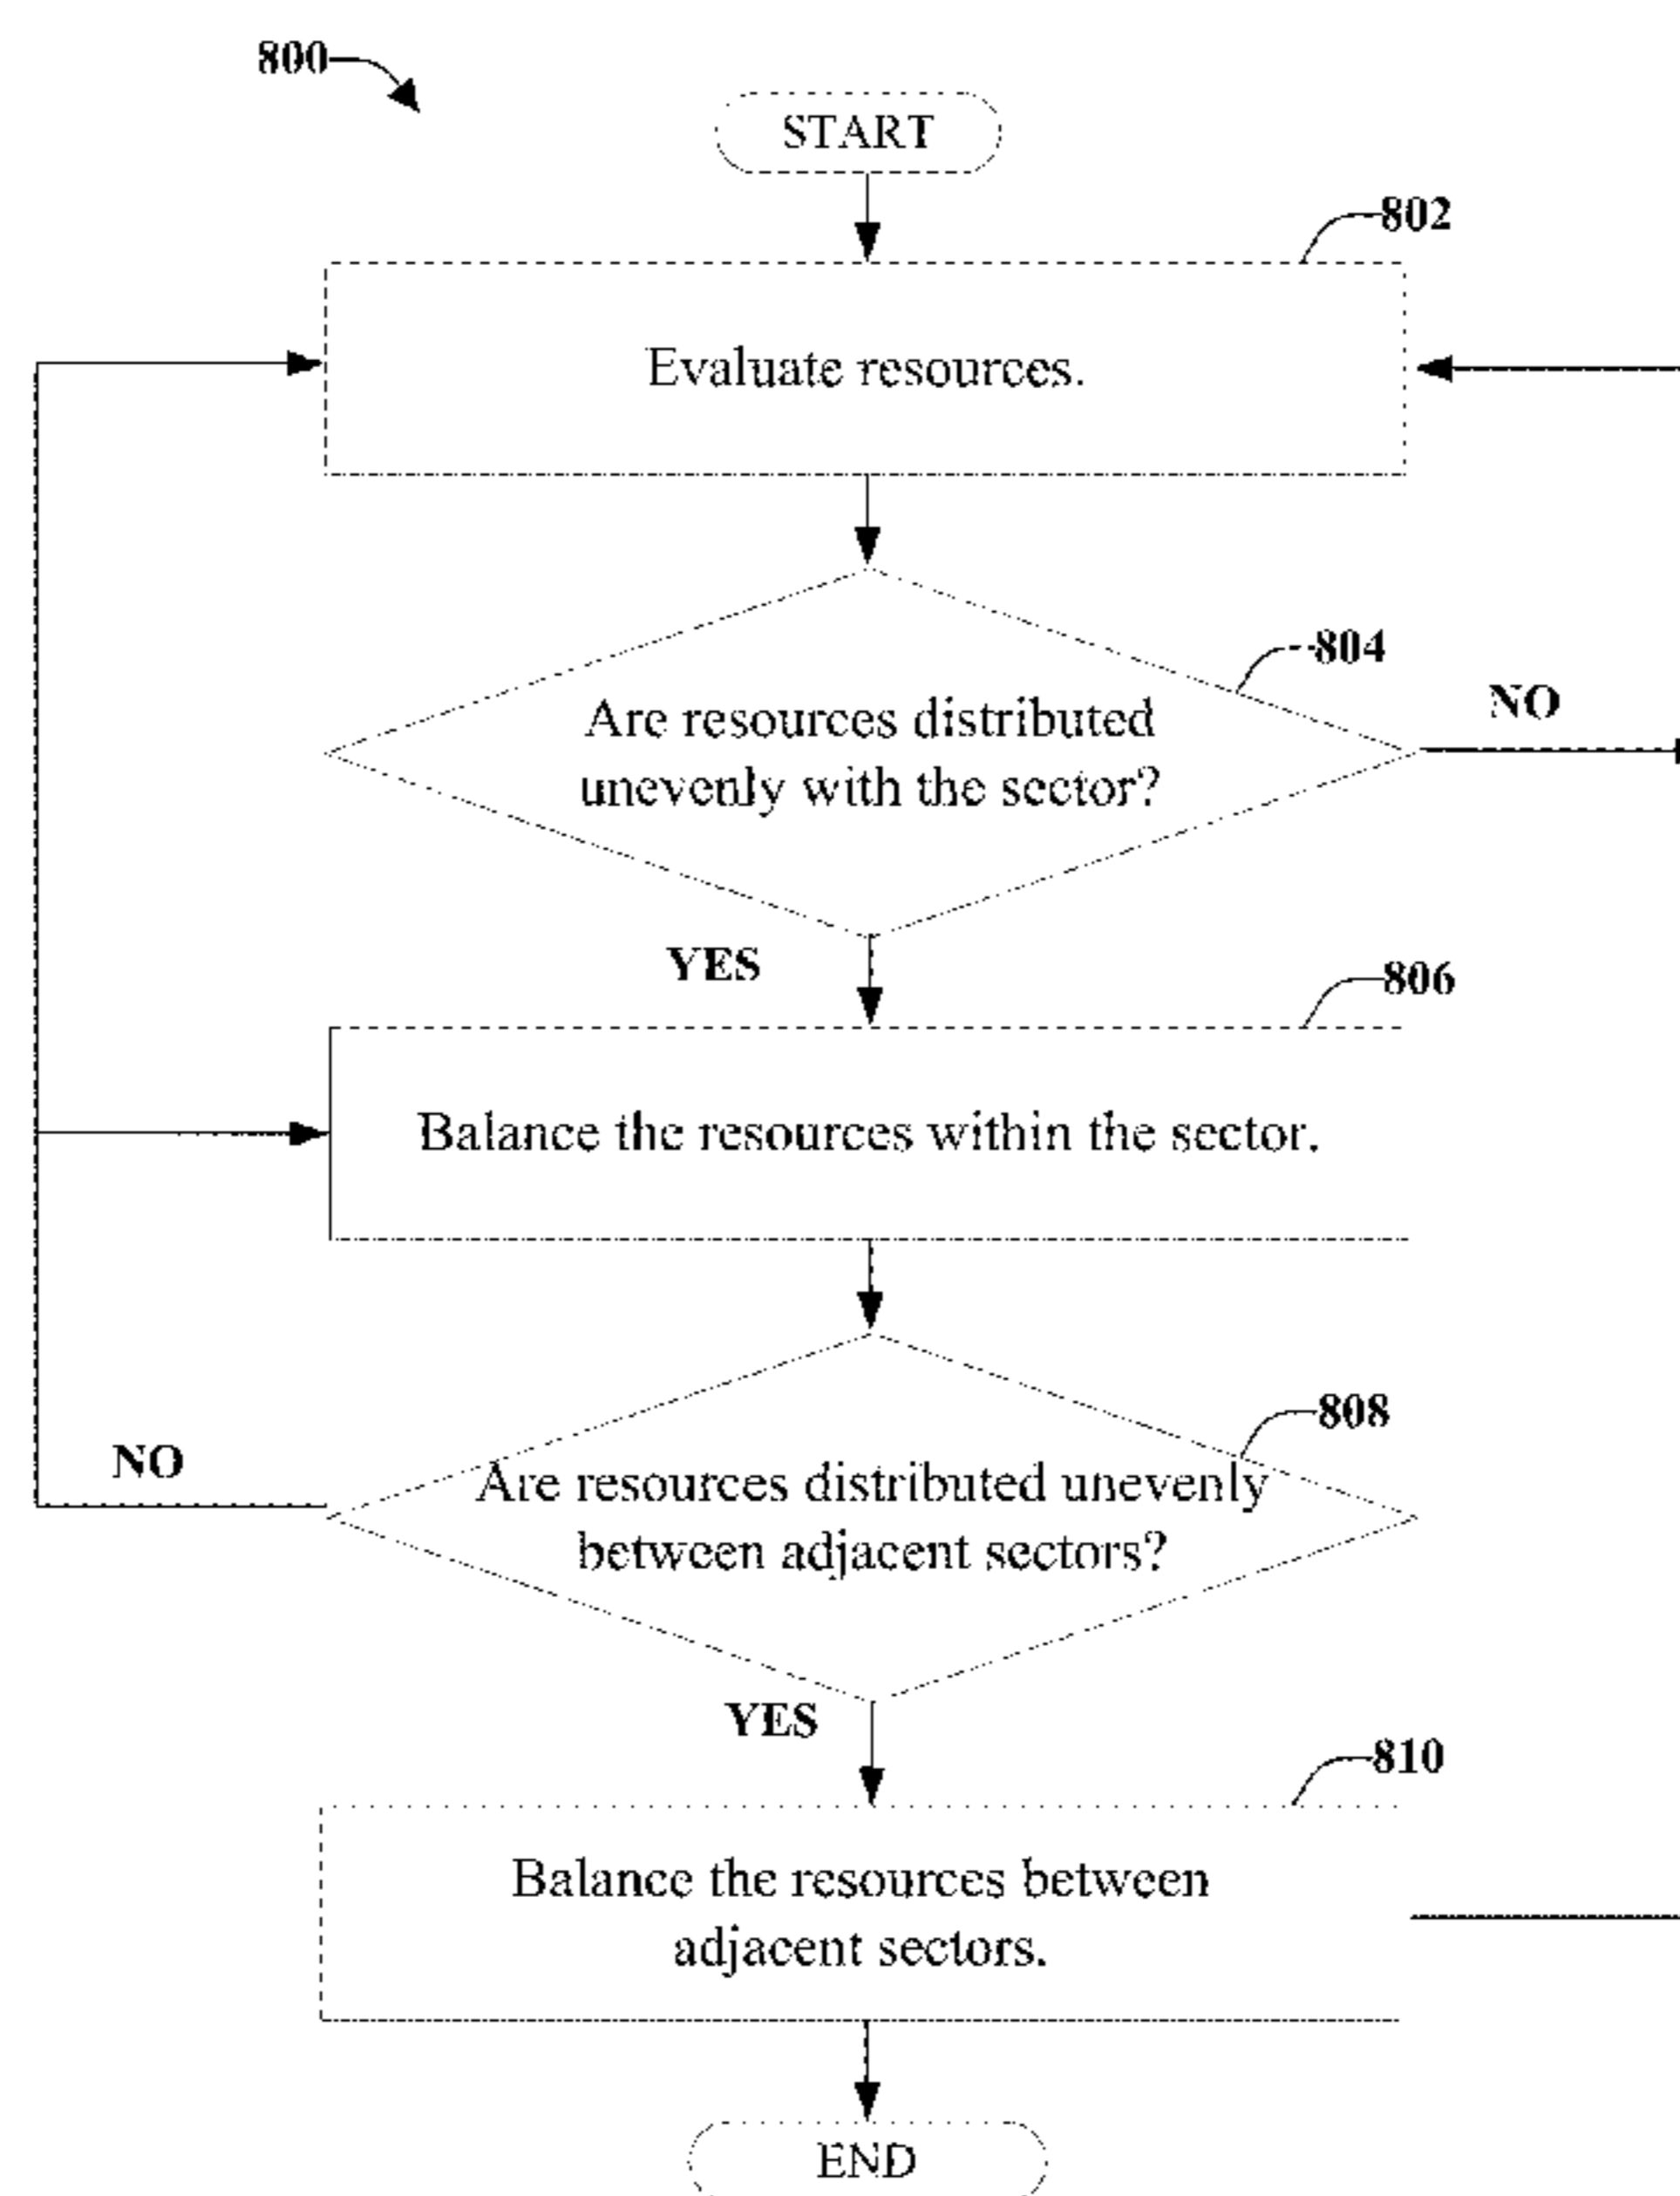 800
START
802
Evaluate resources.
804
Are resources distributed
unevenly with the sector?
NO
YES
806
Balance the resources within the sector.
808
NO
Are resources distributed unevenly
between adjacent sectors?
YES
810
Balance the resources between
adjacent sectors.
END